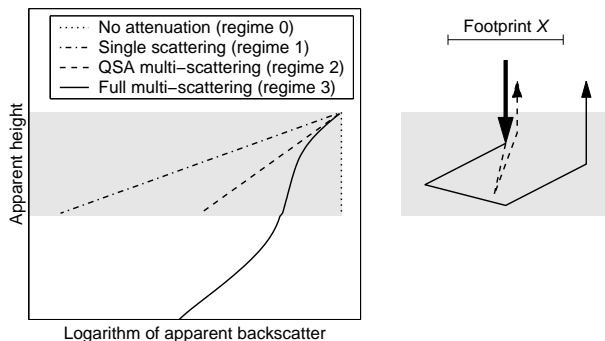 No attenuation (regime 0)
Single scattering (regime 1)
QSA multi−scattering (regime 2)
Full multi−scattering (regime 3)
Apparent height
Logarithm of apparent backscatter
Footprint X